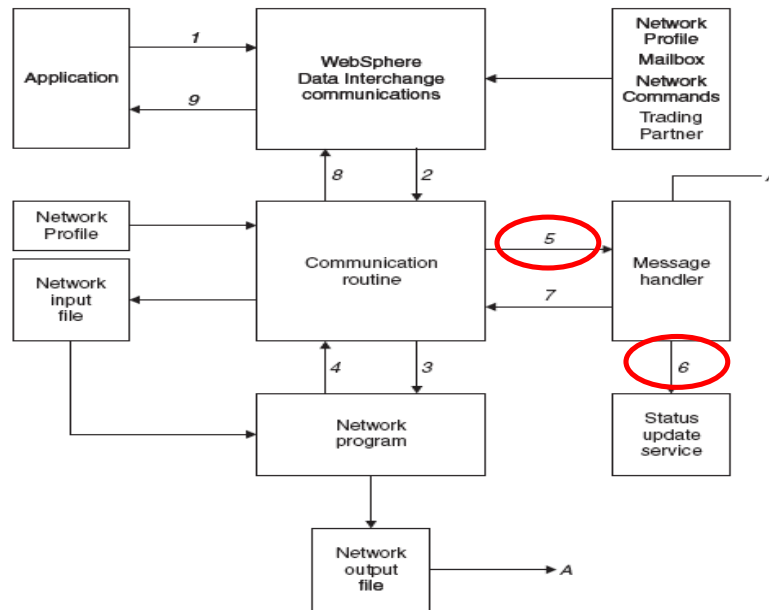 Application
1
9
WebSphere
Data Interchange
communications
Network
Profile
Mailbox
Network
Commands
Trading
Partner
8
2
Network
Profile
Network
input
file
Communication
routine
5
7
Message
handler
4
3
6
Network
program
Status
update
service
Network
output
file
A